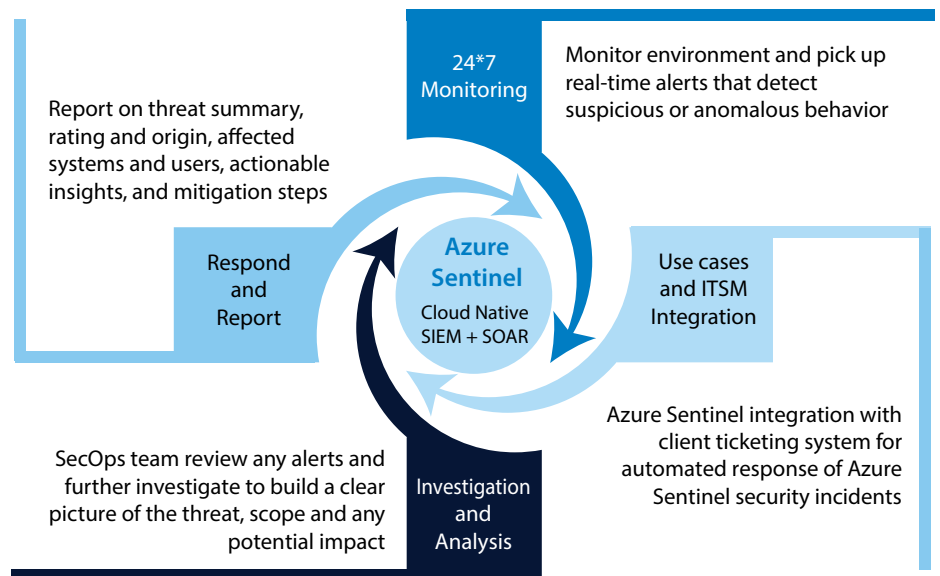 24*7
Monitoring
Monitor environment and pick up
real-time alerts that detect
suspicious or anomalous behavior
Report on threat summary,
rating and origin, affected
systems and users, actionable
insights, and mitigation steps
Respond
and
Report
Azure
Sentinel
Cloud Native
SIEM + SOAR
Use cases
and ITSM
Integration
Azure Sentinel integration with
client ticketing system for
automated response of Azure
Sentinel security incidents
SecOps team review any alerts and
further investigate to build a clear
picture of the threat, scope and any
potential impact
Investigation
and
Analysis